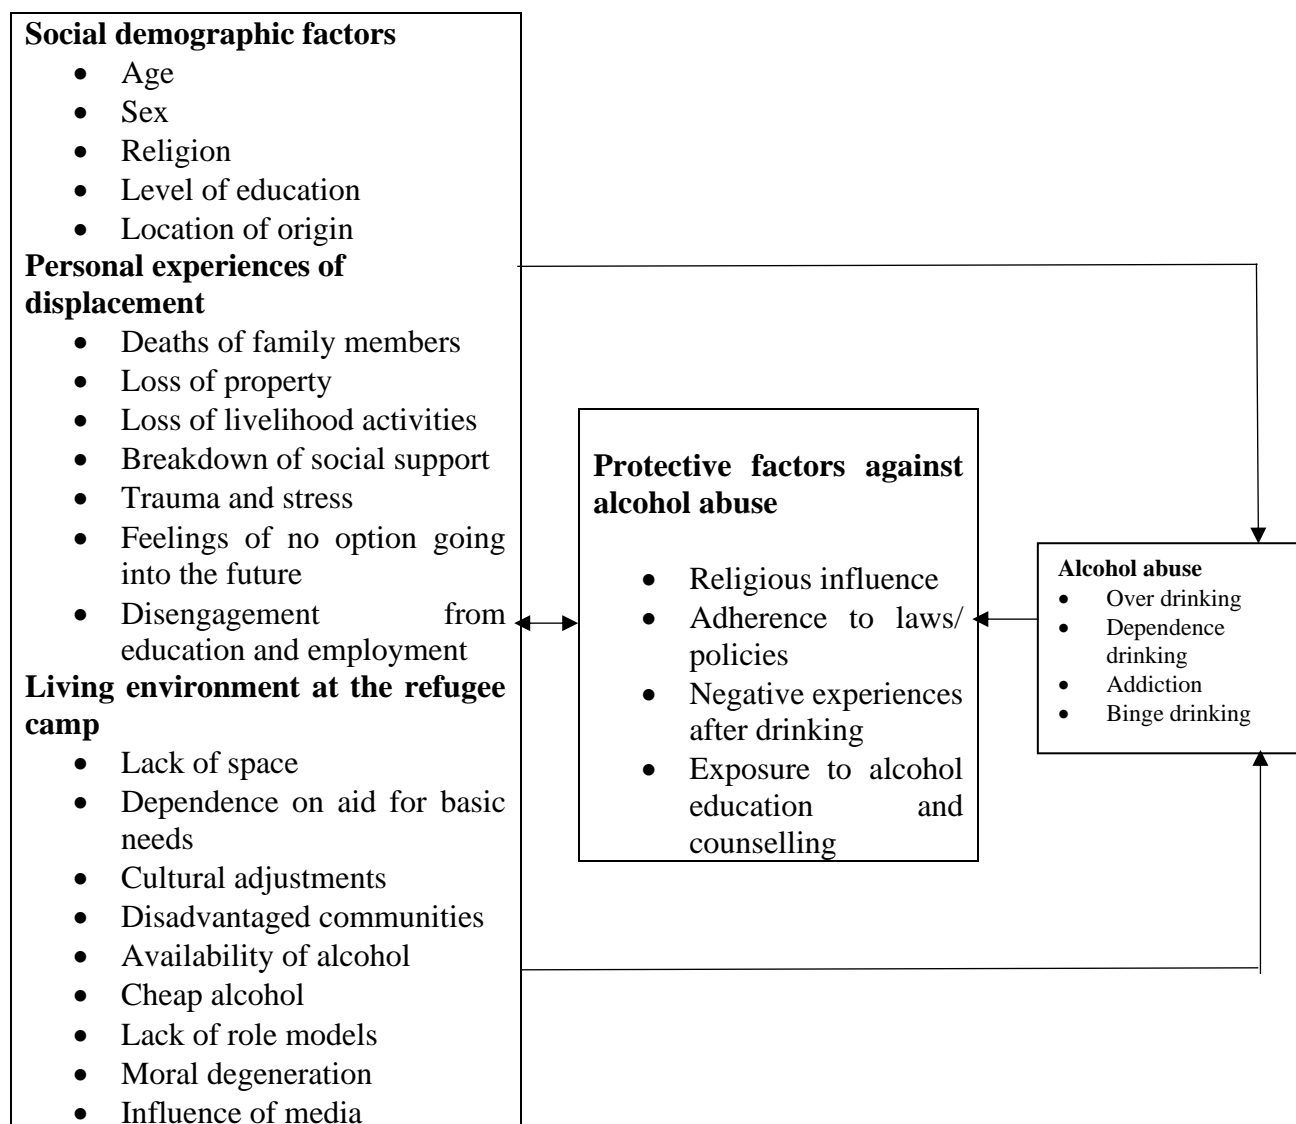 Social demographic factors
• Age
• Sex
• Religion
• Level of education
• Location of origin
Personal experiences of
displacement
• Deaths of family members
• Loss of property
• Loss of livelihood activities
• Breakdown of social support
• Trauma and stress
• Feelings of no option going
into the future
• Disengagement from
education and employment
Living environment at the refugee
camp
• Lack of space
• Dependence on aid for basic
needs
• Cultural adjustments
• Disadvantaged communities
• Availability of alcohol
• Cheap alcohol
• Lack of role models
• Moral degeneration
• Influence of media
Protective factors against
alcohol abuse
• Religious influence
• Adherence to laws/
policies
• Negative experiences
after drinking
• Exposure to alcohol
education and
counselling
Alcohol abuse
• Over drinking
• Dependence
drinking
• Addiction
• Binge drinking